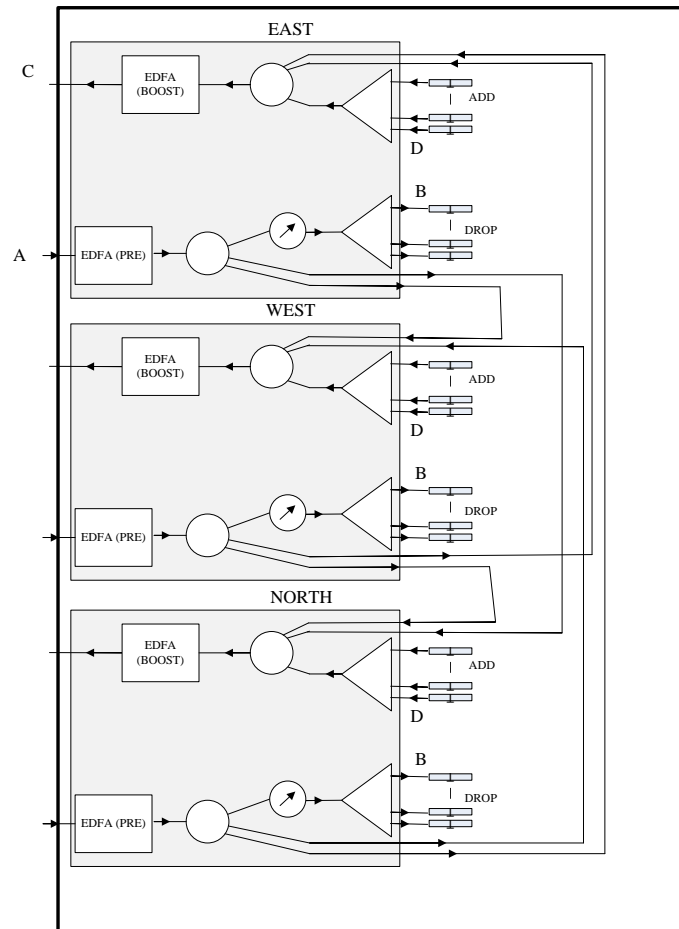 EAST
C
EDFA
(BOOST)
ADD
D
B
DROP
A
EDFA (PRE)
WEST
EDFA
(BOOST)
ADD
D
B
DROP
EDFA (PRE)
NORTH
EDFA
(BOOST)
ADD
D
B
DROP
EDFA (PRE)